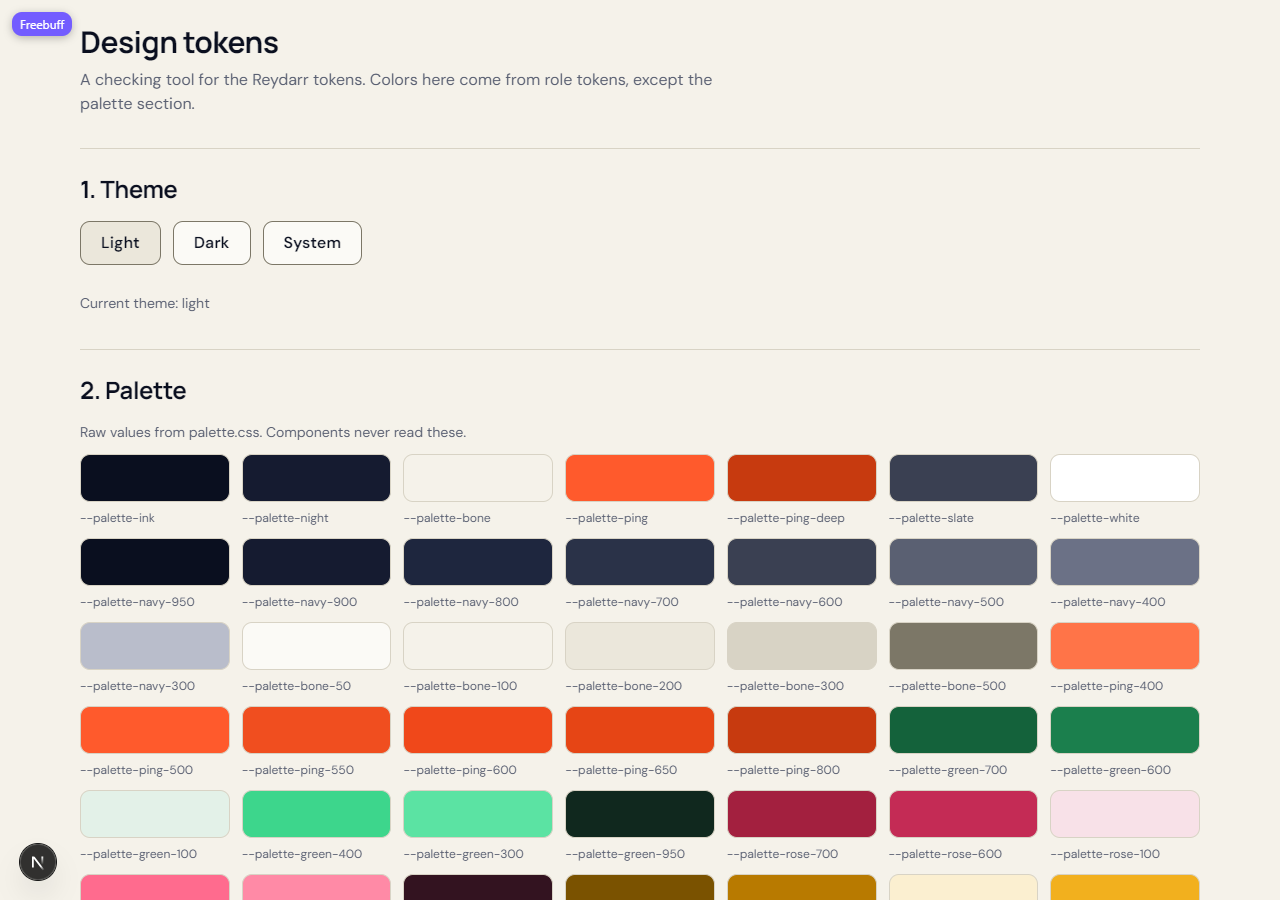 Freebuff
Design tokens
A checking tool for the Reydarr tokens. Colors here come from role tokens, except the
palette section.
1. Theme
Light Dark System
Current theme: light
2. Palette
Raw values from palette.css. Components never read these.
--palette-ink --palette-night --palette-bone --palette-ping --palette-ping-deep --palette-slate --palette-white
--palette-navy-950 --palette-navy-900 --palette-navy-800 --palette-navy-700 --palette-navy-600 --palette-navy-500 --palette-navy-400
--palette-navy-300 --palette-bone-50 --palette-bone-100 --palette-bone-200 --palette-bone-300 --palette-bone-500 --palette-ping-400
--palette-ping-500 --palette-ping-550 --palette-ping-600 --palette-ping-650 --palette-ping-800 --palette-green-700 --palette-green-600
--palette-green-100 --palette-green-400 --palette-green-300 --palette-green-950 --palette-rose-700 --palette-rose-600 --palette-rose-100
N